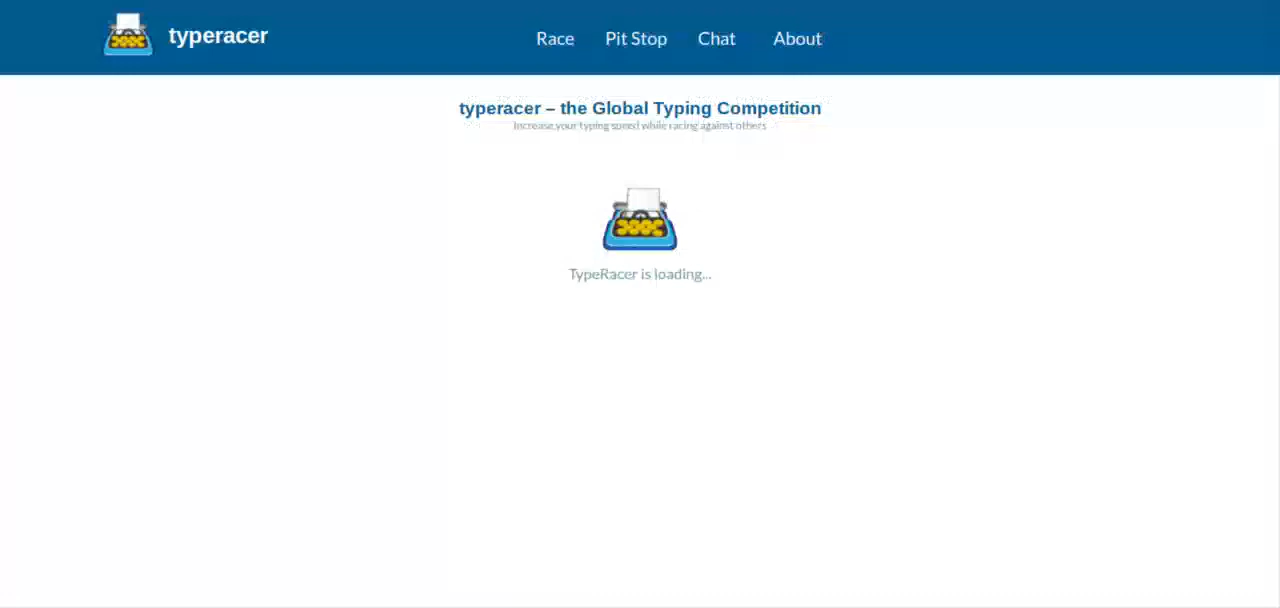 typeracer
Race Pit Stop Chat About
typeracer – the Global Typing Competition
Increase your typing speed while racing against others
TypeRacer is loading...